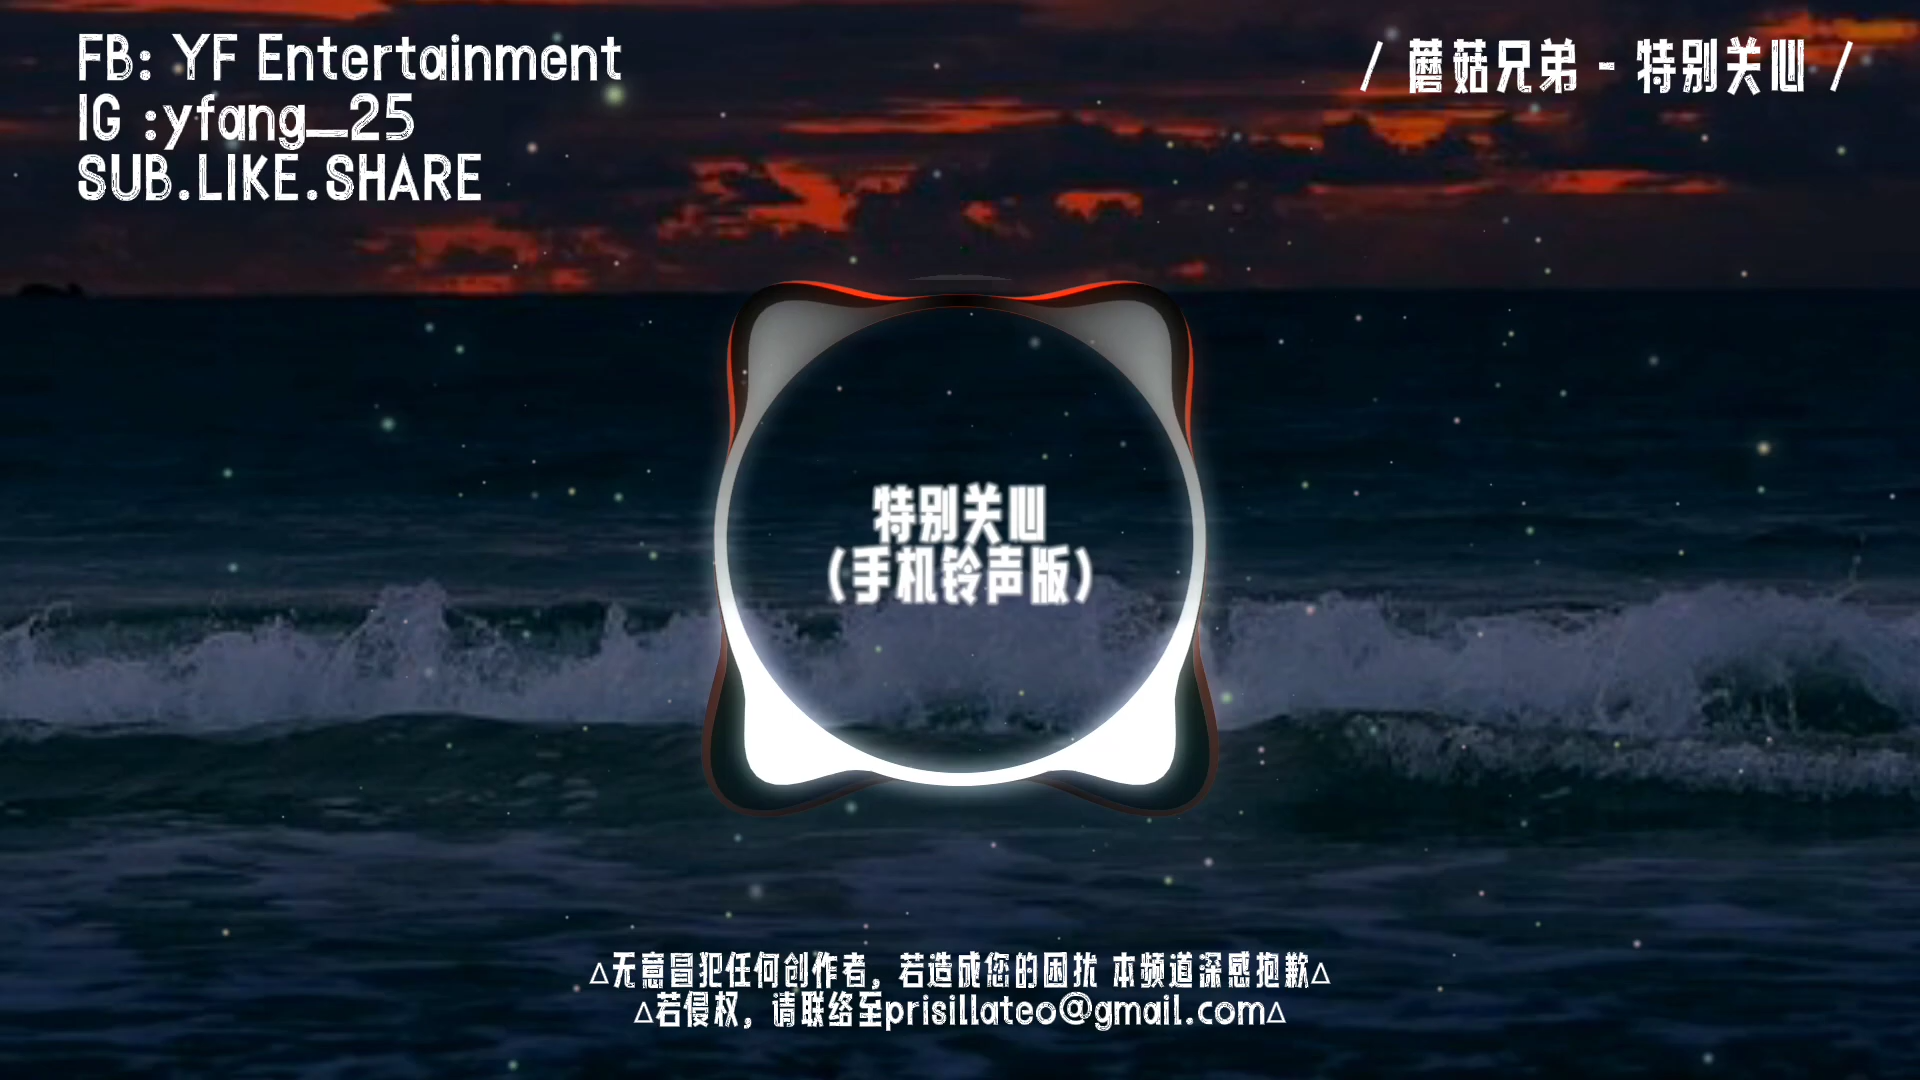 FB: YF Entertainment
IG :yfang_25
SUB.LIKE.SHARE
/ 蘑菇兄弟 - 特别关心 /
特别关心
(手机铃声版)
△无意冒犯任何创作者，若造成您的困扰 本频道深感抱歉△
△若侵权，请联络至prisillateo@gmail.com△